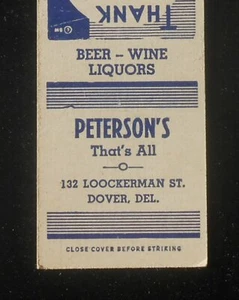 THANK
BEER – WINE
LIQUORS
PETERSON'S
That's All
132 LOOCKERMAN ST.
DOVER, DEL.
CLOSE COVER BEFORE STRIKING